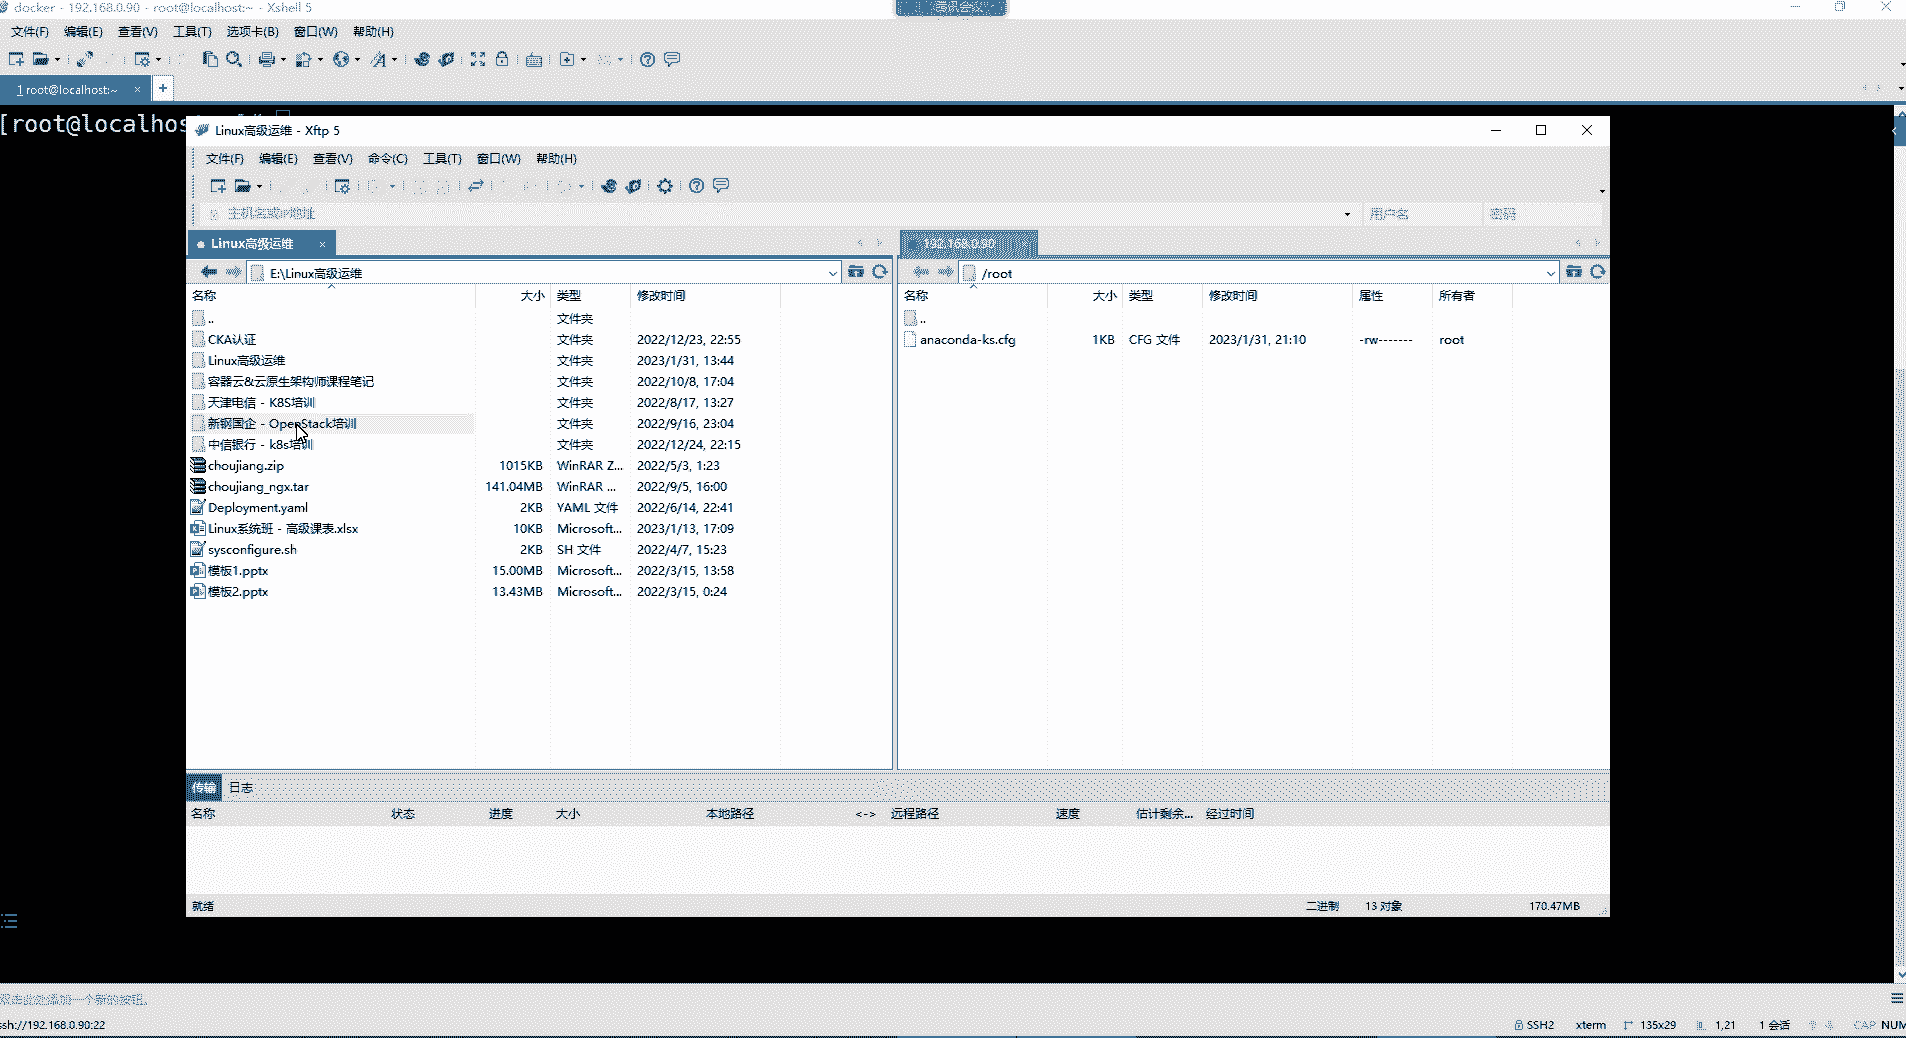 docker - 192.168.0.90 - root@localhost:~ - Xshell 5
腾讯会议
文件(F) 编辑(E) 查看(V) 工具(T) 选项卡(B) 窗口(W) 帮助(H)
1 root@localhost:~ × +
[root@localhos
Linux高级运维 - Xftp 5
文件(F) 编辑(E) 查看(V) 命令(C) 工具(T) 窗口(W) 帮助(H)
主机名或IP地址 用户名 密码
Linux高级运维 × 192.168.0.90
E:\Linux高级运维 /root
名称 大小 类型 修改时间 名称 大小 类型 修改时间 属性 所有者
.. 文件夹 ..
CKA认证 文件夹 2022/12/23, 22:55 anaconda-ks.cfg 1KB CFG 文件 2023/1/31, 21:10 -rw------- root
Linux高级运维 文件夹 2023/1/31, 13:44
容器云&云原生架构师课程笔记 文件夹 2022/10/8, 17:04
天津电信 - K8S培训 文件夹 2022/8/17, 13:27
新钢国企 - OpenStack培训 文件夹 2022/9/16, 23:04
中信银行 - k8s培训 文件夹 2022/12/24, 22:15
choujiang.zip 1015KB WinRAR Z... 2022/5/3, 1:23
choujiang_ngx.tar 141.04MB WinRAR ... 2022/9/5, 16:00
Deployment.yaml 2KB YAML 文件 2022/6/14, 22:41
Linux系统班 - 高级课表.xlsx 10KB Microsoft... 2023/1/13, 17:09
sysconfigure.sh 2KB SH 文件 2022/4/7, 15:23
模板1.pptx 15.00MB Microsoft... 2022/3/15, 13:58
模板2.pptx 13.43MB Microsoft... 2022/3/15, 0:24
传输 日志
名称 状态 进度 大小 本地路径 <-> 远程路径 速度 估计剩余... 经过时间
就绪 二进制 13 对象 170.47MB
双击此处添加一个新的按钮。
ssh://192.168.0.90:22 SSH2 xterm 135x29 1,21 1 会话 CAP NUM